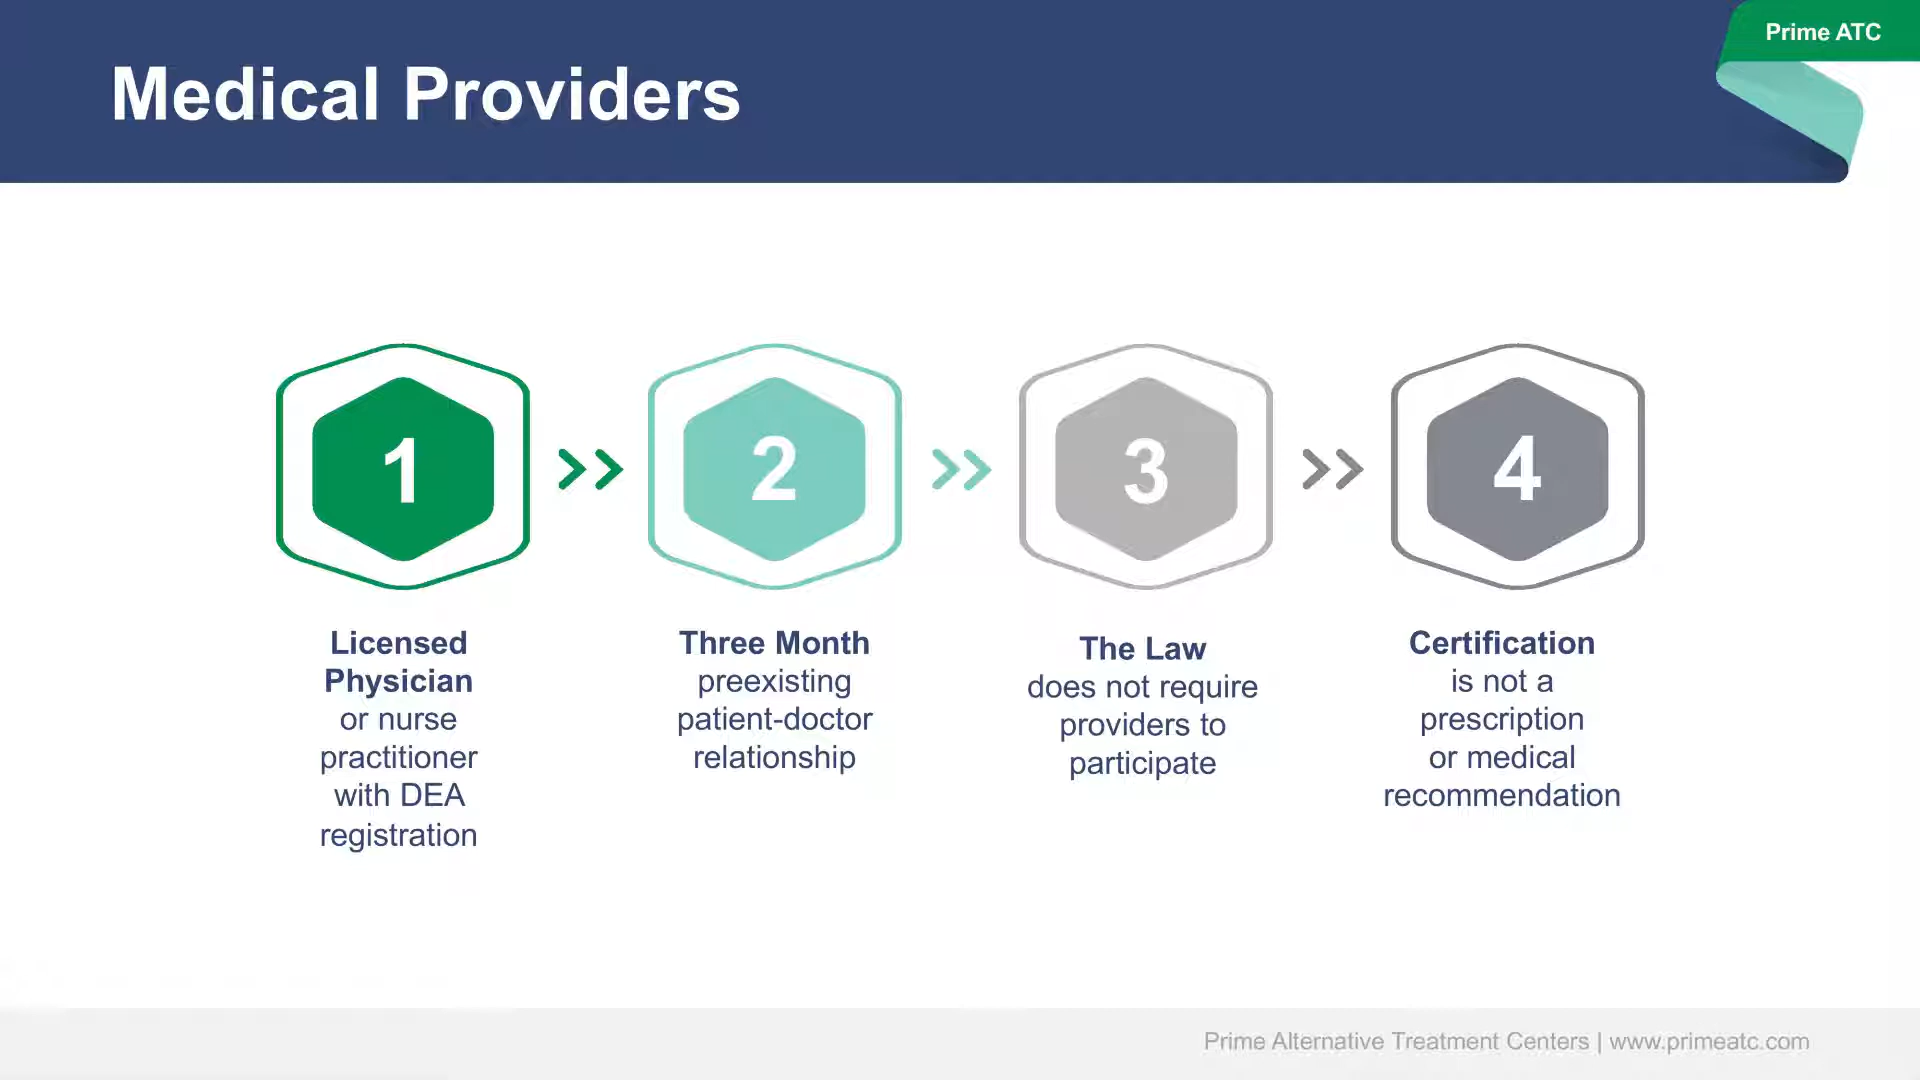 Prime ATC
Medical Providers
1
2
3
4
Licensed
Physician
or nurse
practitioner
with DEA
registration
Three Month
preexisting
patient-doctor
relationship
The Law
does not require
providers to
participate
Certification
is not a
prescription
or medical
recommendation
Prime Alternative Treatment Centers | www.primeatc.com